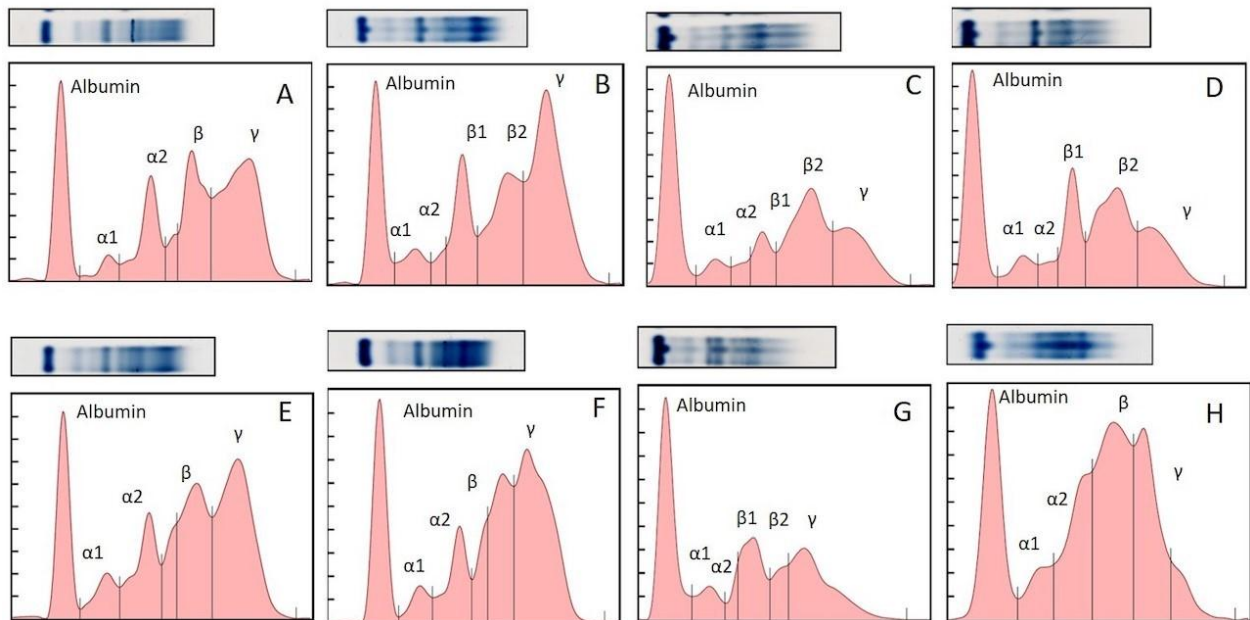 Albumin A
α1 α2 β γ
Albumin B
α1 α2 β1 β2 γ
Albumin C
α1 α2 β1 β2 γ
Albumin D
α1 α2 β1 β2 γ
Albumin E
α1 α2 β γ
Albumin F
α1 α2 β γ
Albumin G
α1 α2 β1 β2 γ
Albumin H
α1 α2 β γ